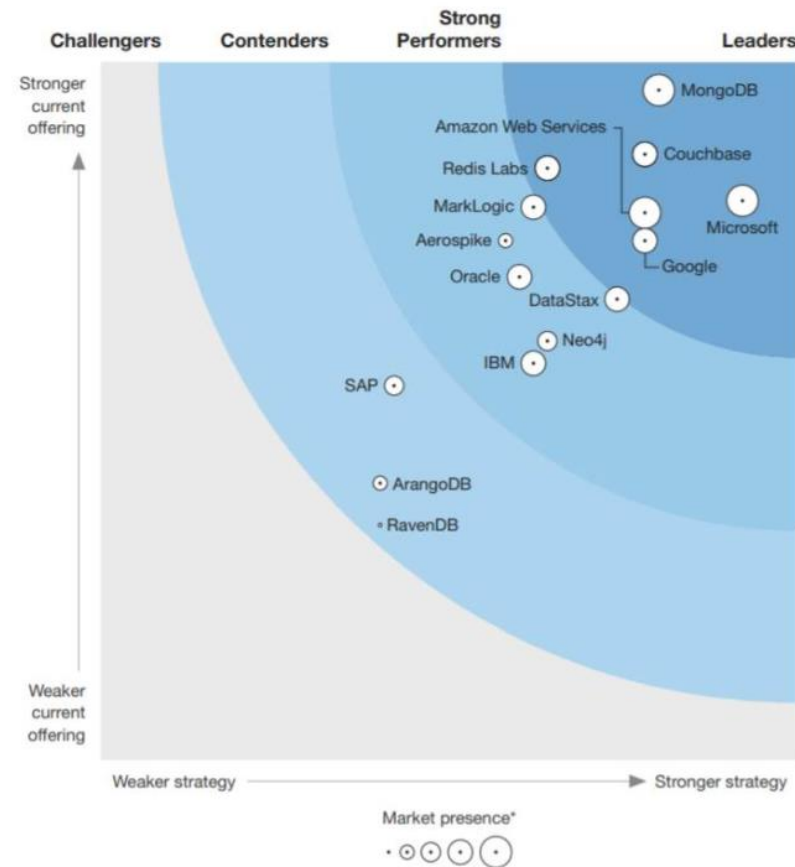 Challengers
Contenders
Strong
Performers
Leaders
Stronger
current
offering
MongoDB
Amazon Web Services
Couchbase
Redis Labs
MarkLogic
Microsoft
Aerospike
Google
Oracle
DataStax
Neo4j
IBM
SAP
ArangoDB
RavenDB
Weaker
current
offering
Weaker strategy
Stronger strategy
Market presence*